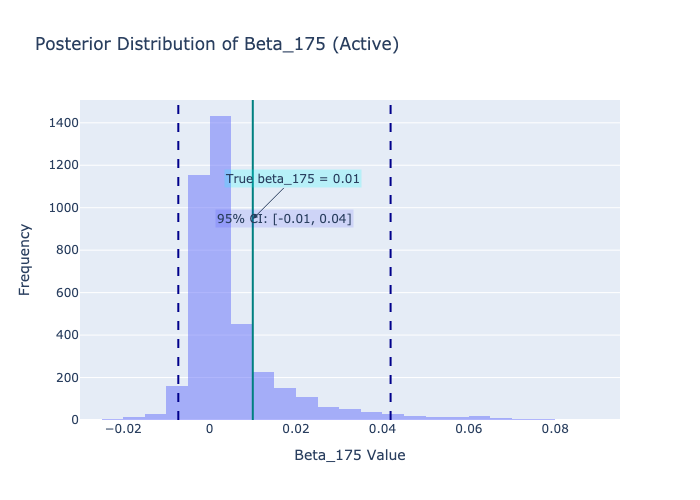 Posterior Distribution of Beta_175 (Active)
1400
1200
1000
800
600
400
200
0
True beta_175 = 0.01
95% CI: [-0.01, 0.04]
Frequency
−0.02
0
0.02
0.04
0.06
0.08
Beta_175 Value